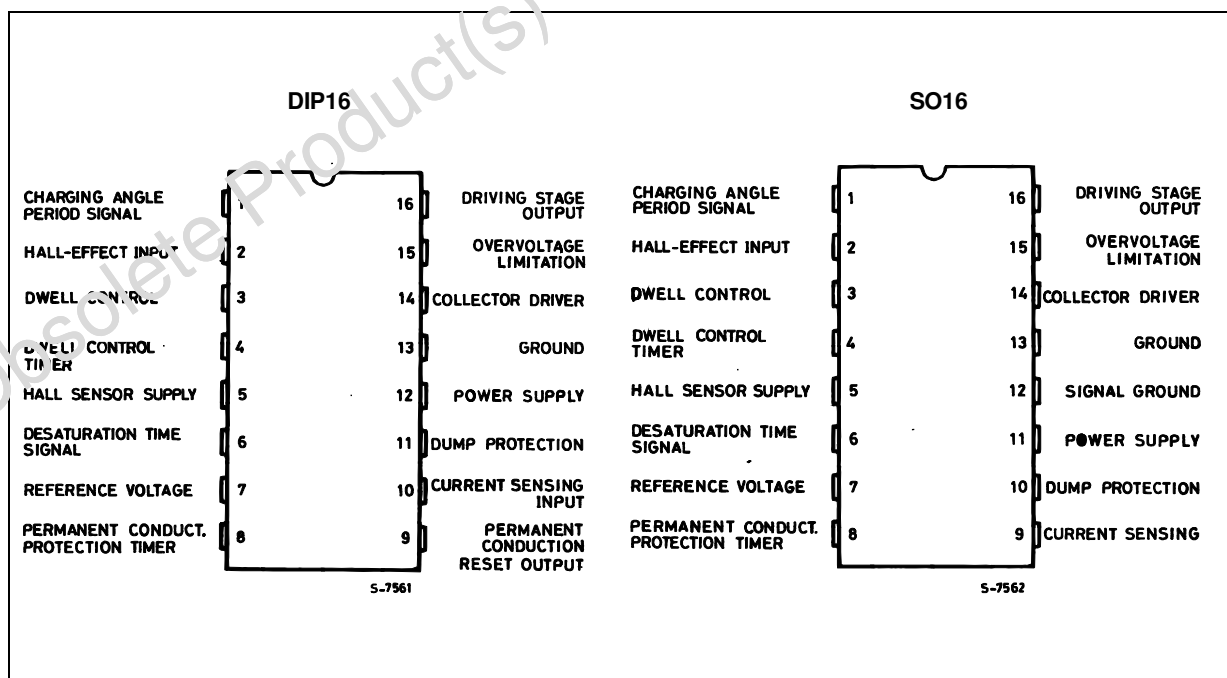 Obsolete Product(s)
DIP16
CHARGING ANGLE
PERIOD SIGNAL
1
HALL-EFFECT INPUT
2
DWELL CONTROL
3
DWELL CONTROL
TIMER
4
HALL SENSOR SUPPLY
5
DESATURATION TIME
SIGNAL
6
REFERENCE VOLTAGE
7
PERMANENT CONDUCT.
PROTECTION TIMER
8
16
DRIVING STAGE
OUTPUT
15
OVERVOLTAGE
LIMITATION
14
COLLECTOR DRIVER
13
GROUND
12
POWER SUPPLY
11
DUMP PROTECTION
10
CURRENT SENSING
INPUT
9
PERMANENT
CONDUCTION
RESET OUTPUT
S-7561
SO16
CHARGING ANGLE
PERIOD SIGNAL
1
HALL-EFFECT INPUT
2
DWELL CONTROL
3
DWELL CONTROL
TIMER
4
HALL SENSOR SUPPLY
5
DESATURATION TIME
SIGNAL
6
REFERENCE VOLTAGE
7
PERMANENT CONDUCT.
PROTECTION TIMER
8
16
DRIVING STAGE
OUTPUT
15
OVERVOLTAGE
LIMITATION
14
COLLECTOR DRIVER
13
GROUND
12
SIGNAL GROUND
11
POWER SUPPLY
10
DUMP PROTECTION
9
CURRENT SENSING
S-7562